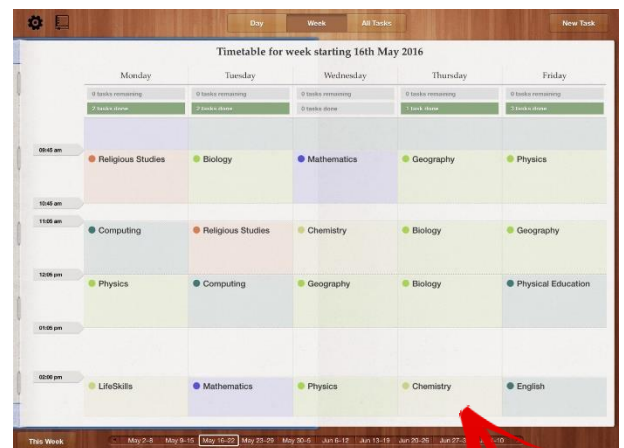 Day Week All Tasks New Task
Timetable for week starting 16th May 2016
Monday Tuesday Wednesday Thursday Friday
0 tasks remaining 0 tasks remaining 0 tasks remaining 0 tasks remaining 0 tasks remaining
2 tasks done 2 tasks done 0 tasks done 1 task done tasks done
09:45 am
Religious Studies Biology Mathematics Geography Physics
10:45 am
11:05 am
Computing Religious Studies Chemistry Biology Geography
12:05 pm
Physics Computing Geography Biology Physical Education
01:05 pm
02:00 pm
LifeSkills Mathematics Physics Chemistry English
This Week May 2-8 May 9-15 May 16-22 May 23-29 May 30-5 Jun 6-12 Jun 13-19 Jun 20-26 Jun 27-3